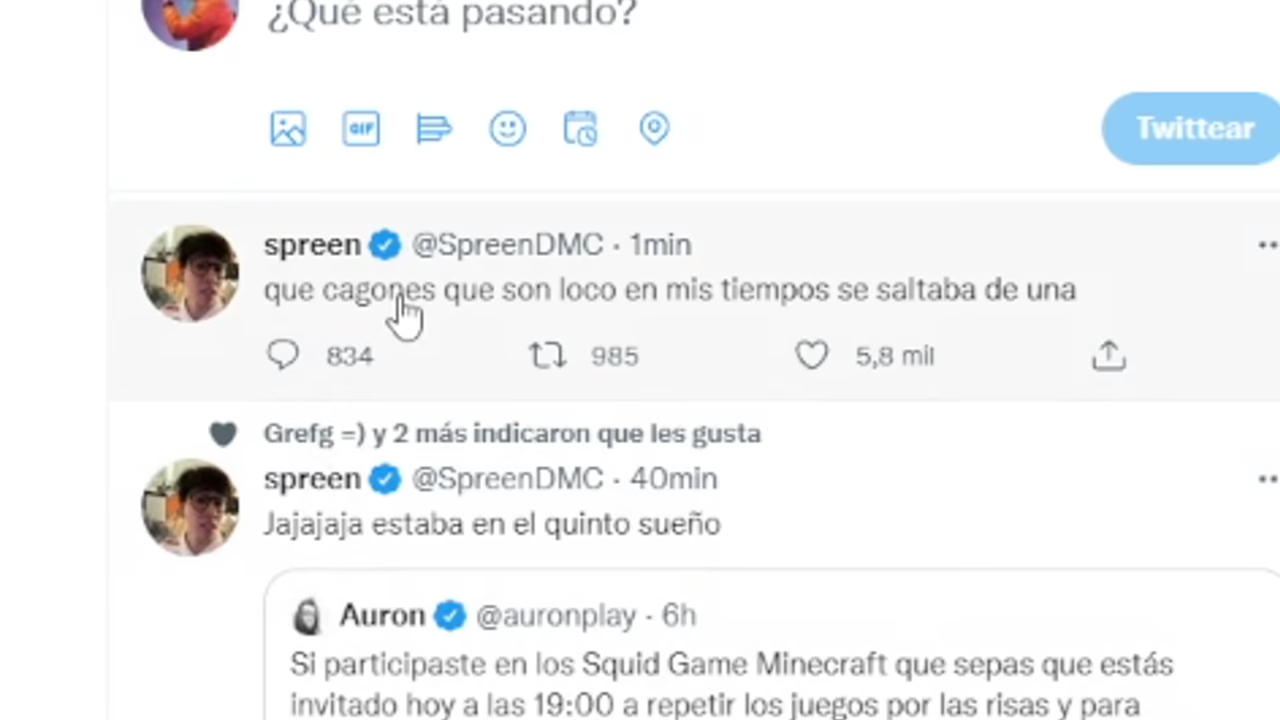 ¿Qué está pasando?
GIF
Twittear
spreen @SpreenDMC · 1min
que cagones que son loco en mis tiempos se saltaba de una
834 985 5,8 mil
Grefg =) y 2 más indicaron que les gusta
spreen @SpreenDMC · 40min
Jajajaja estaba en el quinto sueño
Auron @auronplay · 6h
Si participaste en los Squid Game Minecraft que sepas que estás
invitado hoy a las 19:00 a repetir los juegos por las risas y para